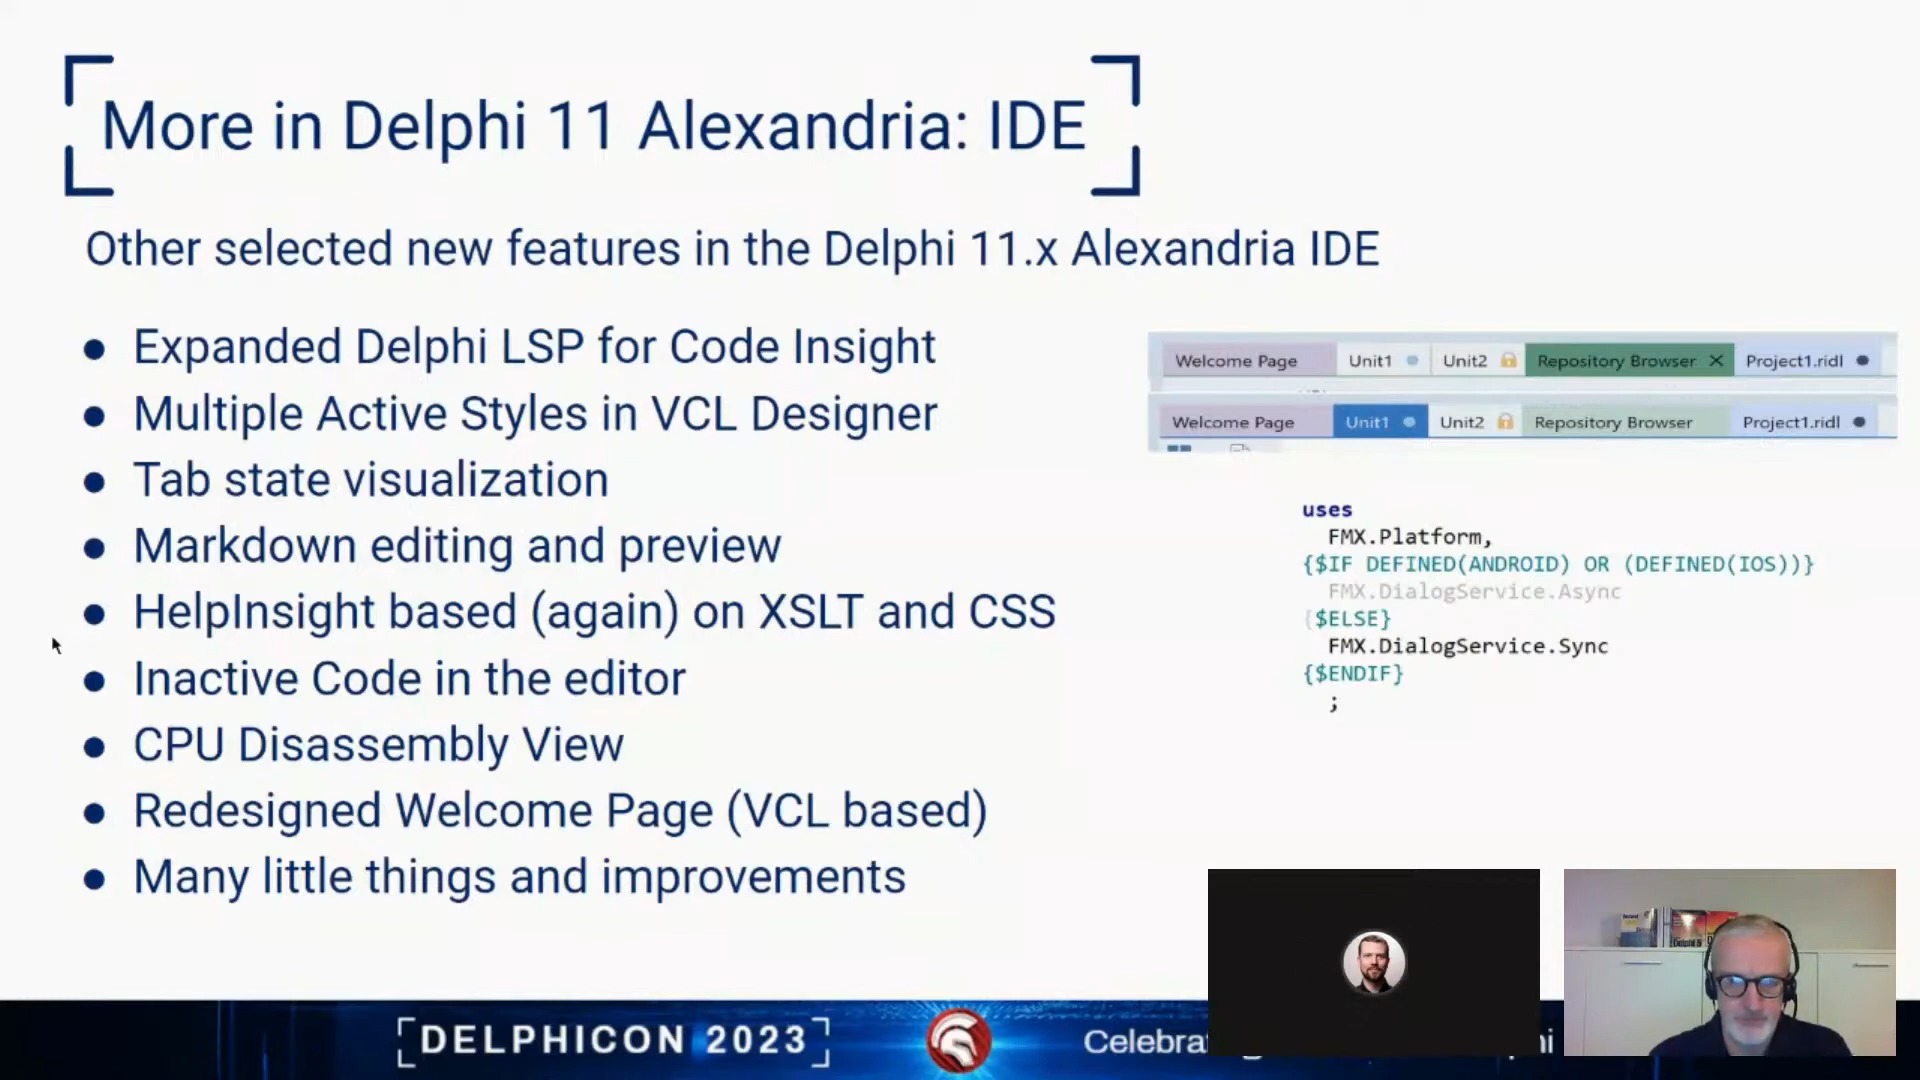 More in Delphi 11 Alexandria: IDE
Other selected new features in the Delphi 11.x Alexandria IDE
● Expanded Delphi LSP for Code Insight
● Multiple Active Styles in VCL Designer
● Tab state visualization
● Markdown editing and preview
● HelpInsight based (again) on XSLT and CSS
● Inactive Code in the editor
● CPU Disassembly View
● Redesigned Welcome Page (VCL based)
● Many little things and improvements
Welcome Page Unit1 Unit2 Repository Browser Project1.ridl
Welcome Page Unit1 Unit2 Repository Browser Project1.ridl
uses
FMX.Platform,
{$IF DEFINED(ANDROID) OR (DEFINED(IOS))}
FMX.DialogService.Async
{$ELSE}
FMX.DialogService.Sync
{$ENDIF}
;
DELPHICON 2023